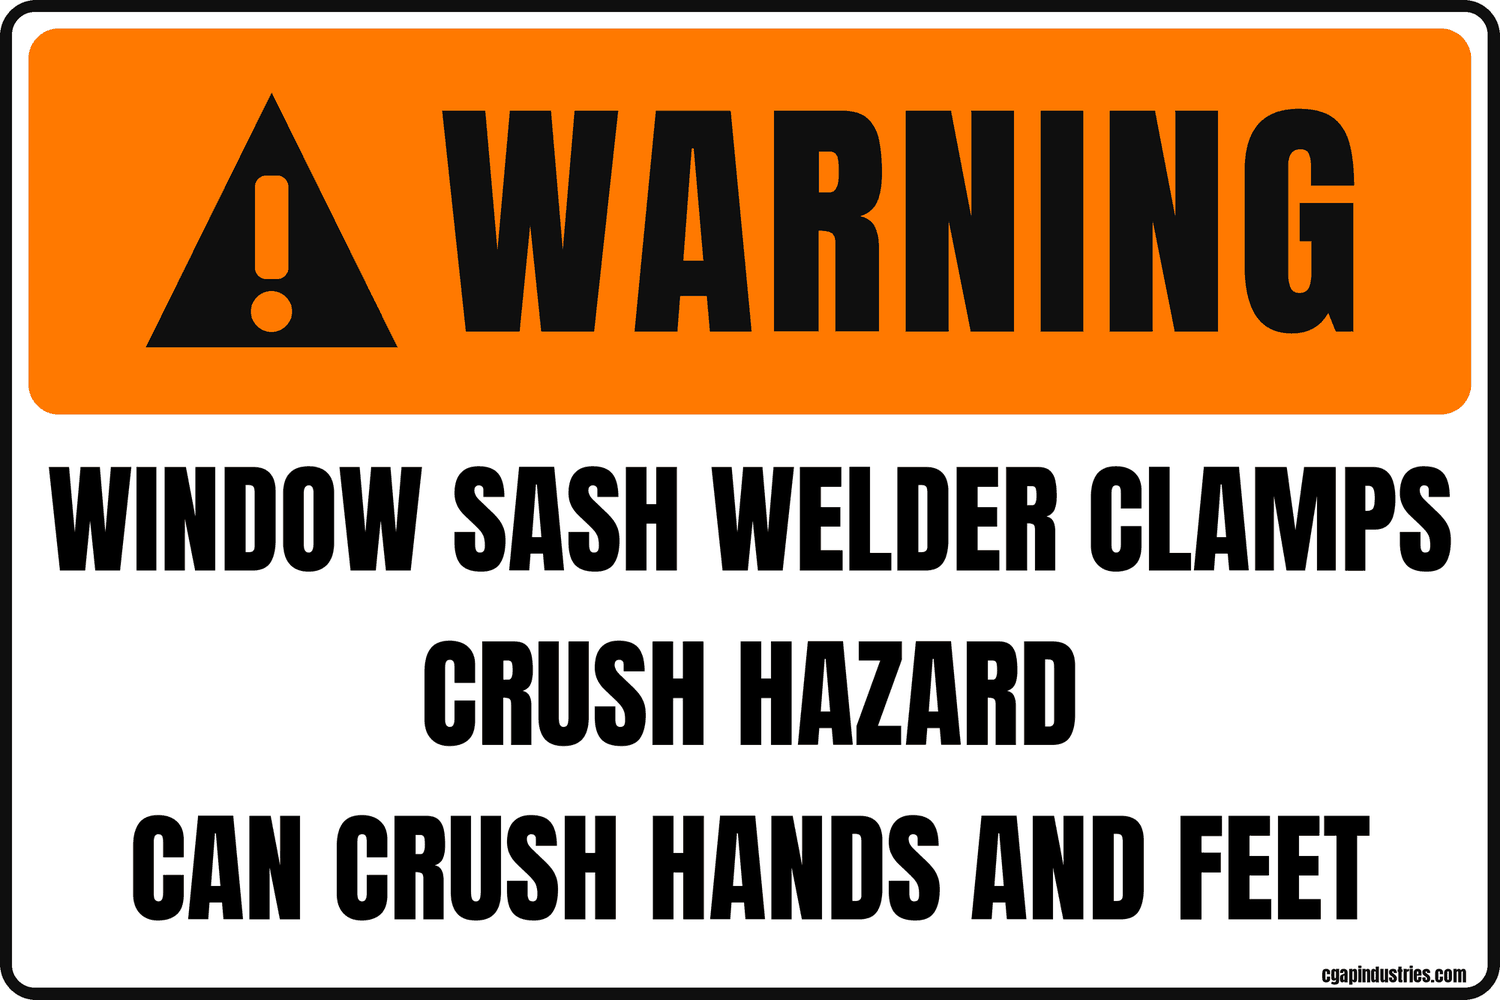 WARNING
WINDOW SASH WELDER CLAMPS
CRUSH HAZARD
CAN CRUSH HANDS AND FEET
cgapindustries.com